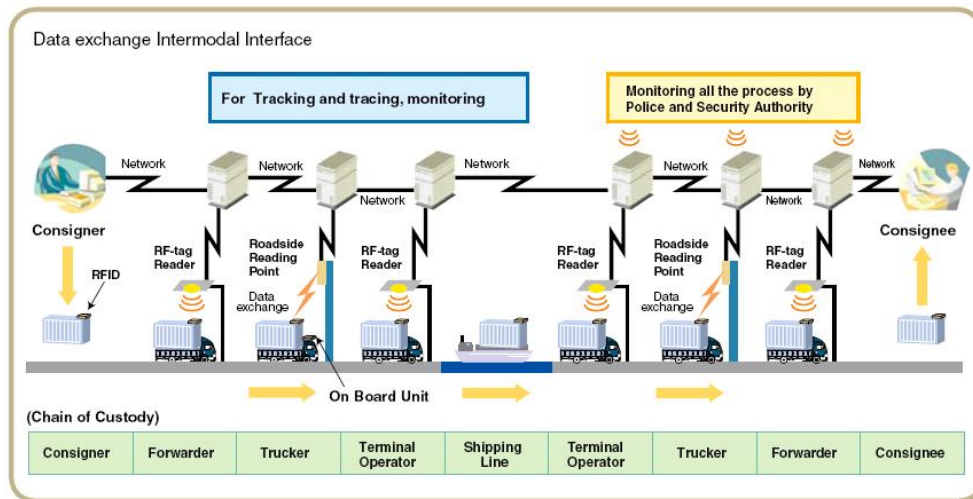 Data exchange Intermodal Interface
For Tracking and tracing, monitoring
Monitoring all the process by
Police and Security Authority
Network
Network
Network
Network
Network
Network
Network
Consigner
Consignee
RFID
RF-tag
Reader
Roadside
Reading
Point
Data
exchange
RF-tag
Reader
RF-tag
Reader
Roadside
Reading
Point
Data
exchange
RF-tag
Reader
On Board Unit
(Chain of Custody)
Consigner
Forwarder
Trucker
Terminal
Operator
Shipping
Line
Terminal
Operator
Trucker
Forwarder
Consignee